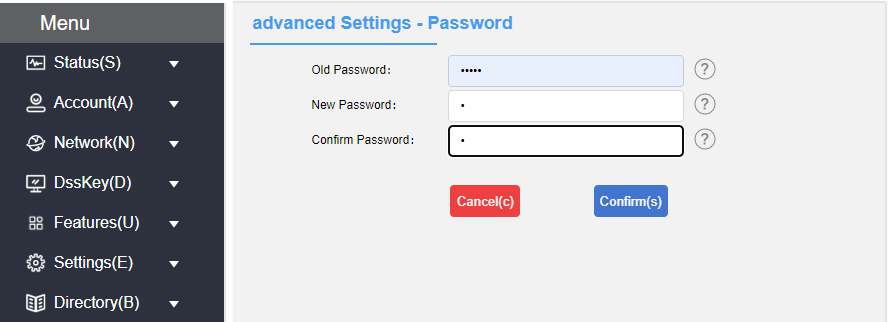 Menu
Status(S)
Account(A)
Network(N)
DssKey(D)
Features(U)
Settings(E)
Directory(B)
advanced Settings - Password
Old Password: ••••• ?
New Password: • ?
Confirm Password: • ?
Cancel(c) Confirm(s)